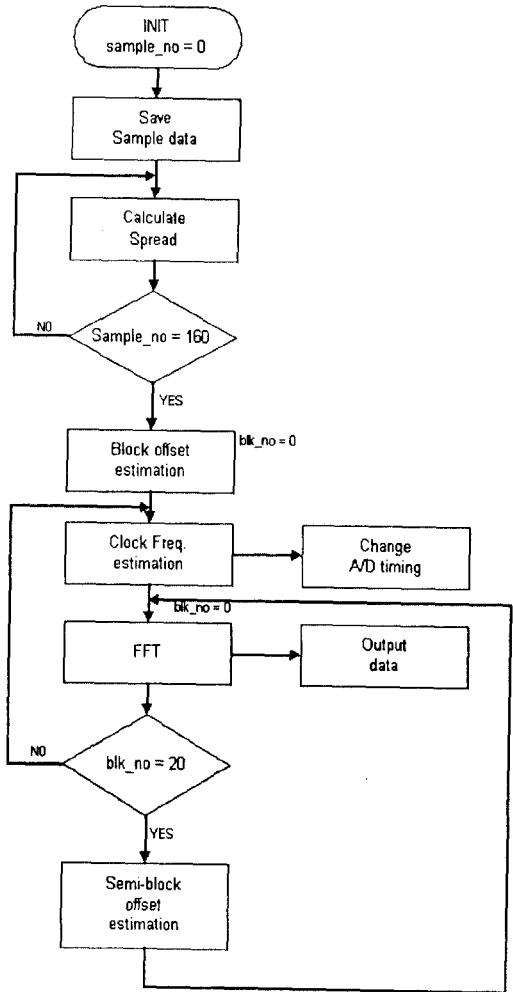 INIT
sample_no = 0
Save
Sample data
Calculate
Spread
Sample_no = 160
NO
YES
Block offset
estimation
blk_no = 0
Clock Freq.
estimation
Change
A/D timing
blk_no = 0
FFT
Output
data
blk_no = 20
NO
YES
Semi-block
offset
estimation